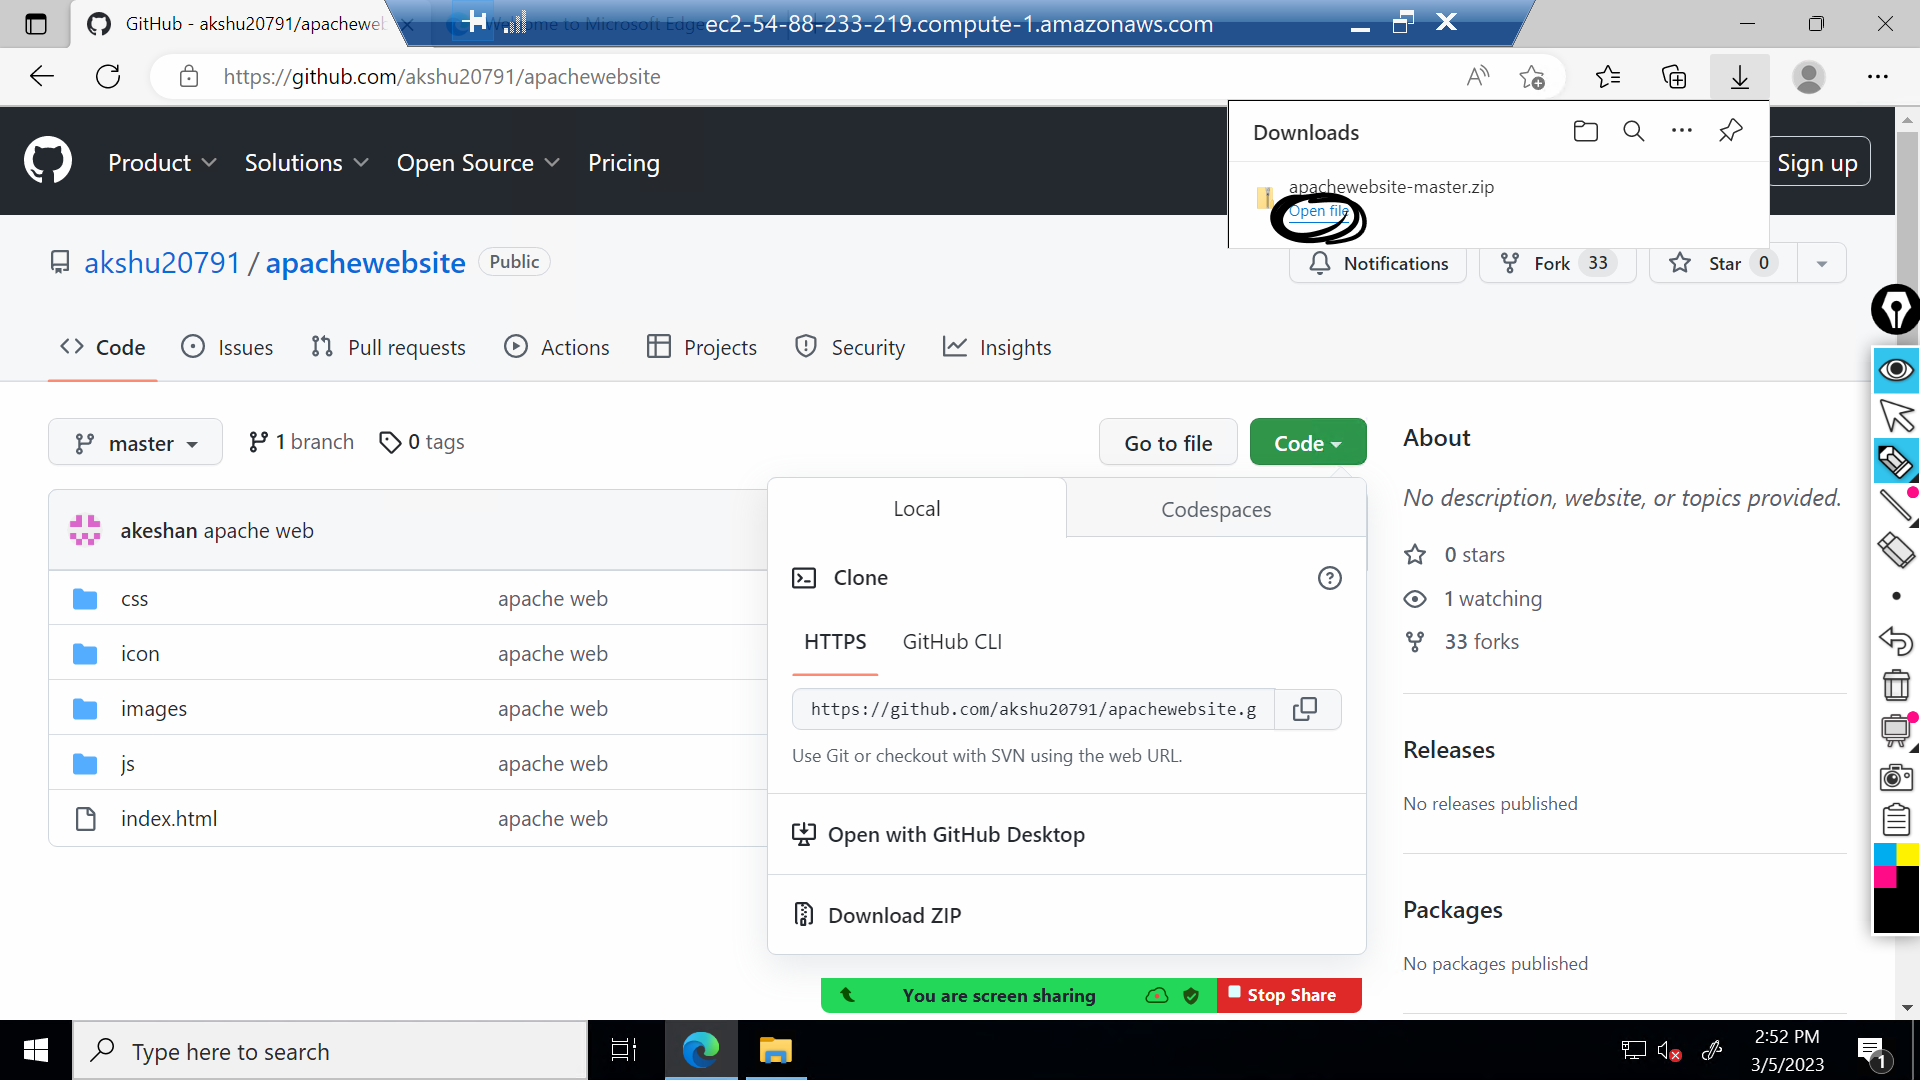 GitHub - akshu20791/apacheweb
Welcome to Microsoft Edge
ec2-54-88-233-219.compute-1.amazonaws.com
https://github.com/akshu20791/apachewebsite
Product
Solutions
Open Source
Pricing
Sign up
Downloads
apachewebsite-master.zip
Open file
akshu20791 / apachewebsite Public
Notifications
Fork 33
Star 0
Code
Issues
Pull requests
Actions
Projects
Security
Insights
master
1 branch
0 tags
Go to file
Code
akeshan apache web
css apache web
icon apache web
images apache web
js apache web
index.html apache web
Local
Codespaces
Clone
HTTPS
GitHub CLI
https://github.com/akshu20791/apachewebsite.g
Use Git or checkout with SVN using the web URL.
Open with GitHub Desktop
Download ZIP
About
No description, website, or topics provided.
0 stars
1 watching
33 forks
Releases
No releases published
Packages
No packages published
You are screen sharing
Stop Share
Type here to search
2:52 PM
3/5/2023
1